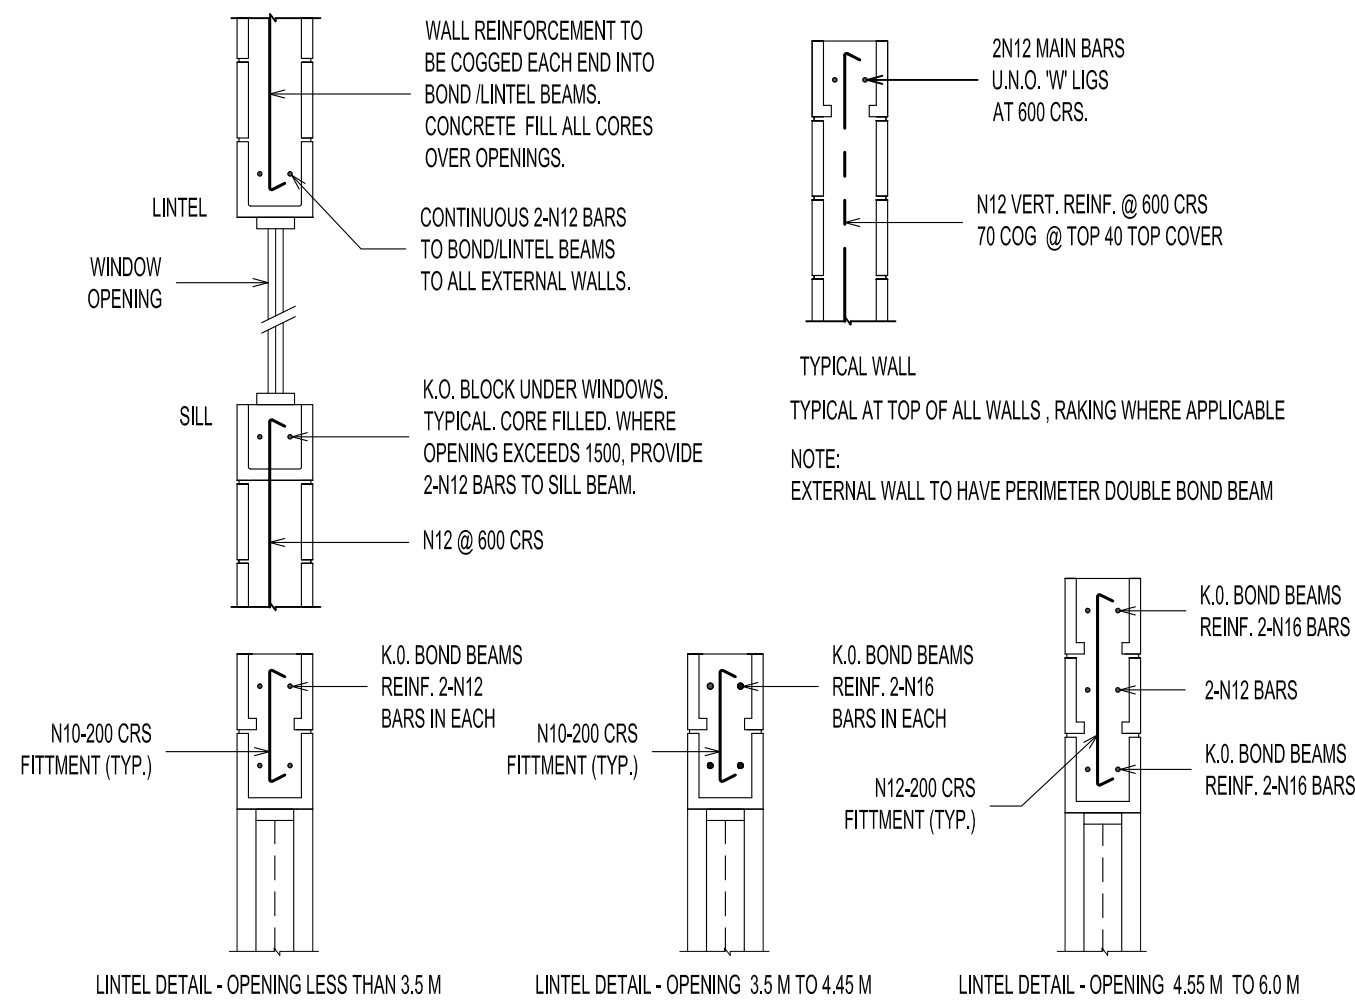 WALL REINFORCEMENT TO
BE COGGED EACH END INTO
BOND /LINTEL BEAMS.
CONCRETE FILL ALL CORES
OVER OPENINGS.
LINTEL
CONTINUOUS 2-N12 BARS
TO BOND/LINTEL BEAMS
TO ALL EXTERNAL WALLS.
WINDOW
OPENING
SILL
K.O. BLOCK UNDER WINDOWS.
TYPICAL. CORE FILLED. WHERE
OPENING EXCEEDS 1500, PROVIDE
2-N12 BARS TO SILL BEAM.
N12 @ 600 CRS
2N12 MAIN BARS
U.N.O. 'W' LIGS
AT 600 CRS.
N12 VERT. REINF. @ 600 CRS
70 COG @ TOP 40 TOP COVER
TYPICAL WALL
TYPICAL AT TOP OF ALL WALLS , RAKING WHERE APPLICABLE
NOTE:
EXTERNAL WALL TO HAVE PERIMETER DOUBLE BOND BEAM
K.0. BOND BEAMS
REINF. 2-N12
BARS IN EACH
N10-200 CRS
FITTMENT (TYP.)
LINTEL DETAIL - OPENING LESS THAN 3.5 M
K.0. BOND BEAMS
REINF. 2-N16
BARS IN EACH
N10-200 CRS
FITTMENT (TYP.)
LINTEL DETAIL - OPENING 3.5 M TO 4.45 M
K.0. BOND BEAMS
REINF. 2-N16 BARS
2-N12 BARS
K.0. BOND BEAMS
REINF. 2-N16 BARS
N12-200 CRS
FITTMENT (TYP.)
LINTEL DETAIL - OPENING 4.55 M TO 6.0 M